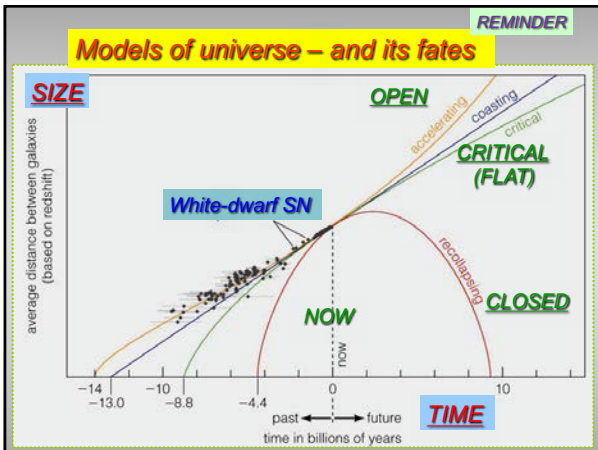 REMINDER
Models of universe – and its fates
SIZE
OPEN
accelerating
coasting
critical
CRITICAL
(FLAT)
White-dwarf SN
average distance between galaxies
(based on redshift)
recollapsing
CLOSED
NOW
now
−14
−13.0
−10
−8.8
−4.4
0
10
past
future
TIME
time in billions of years